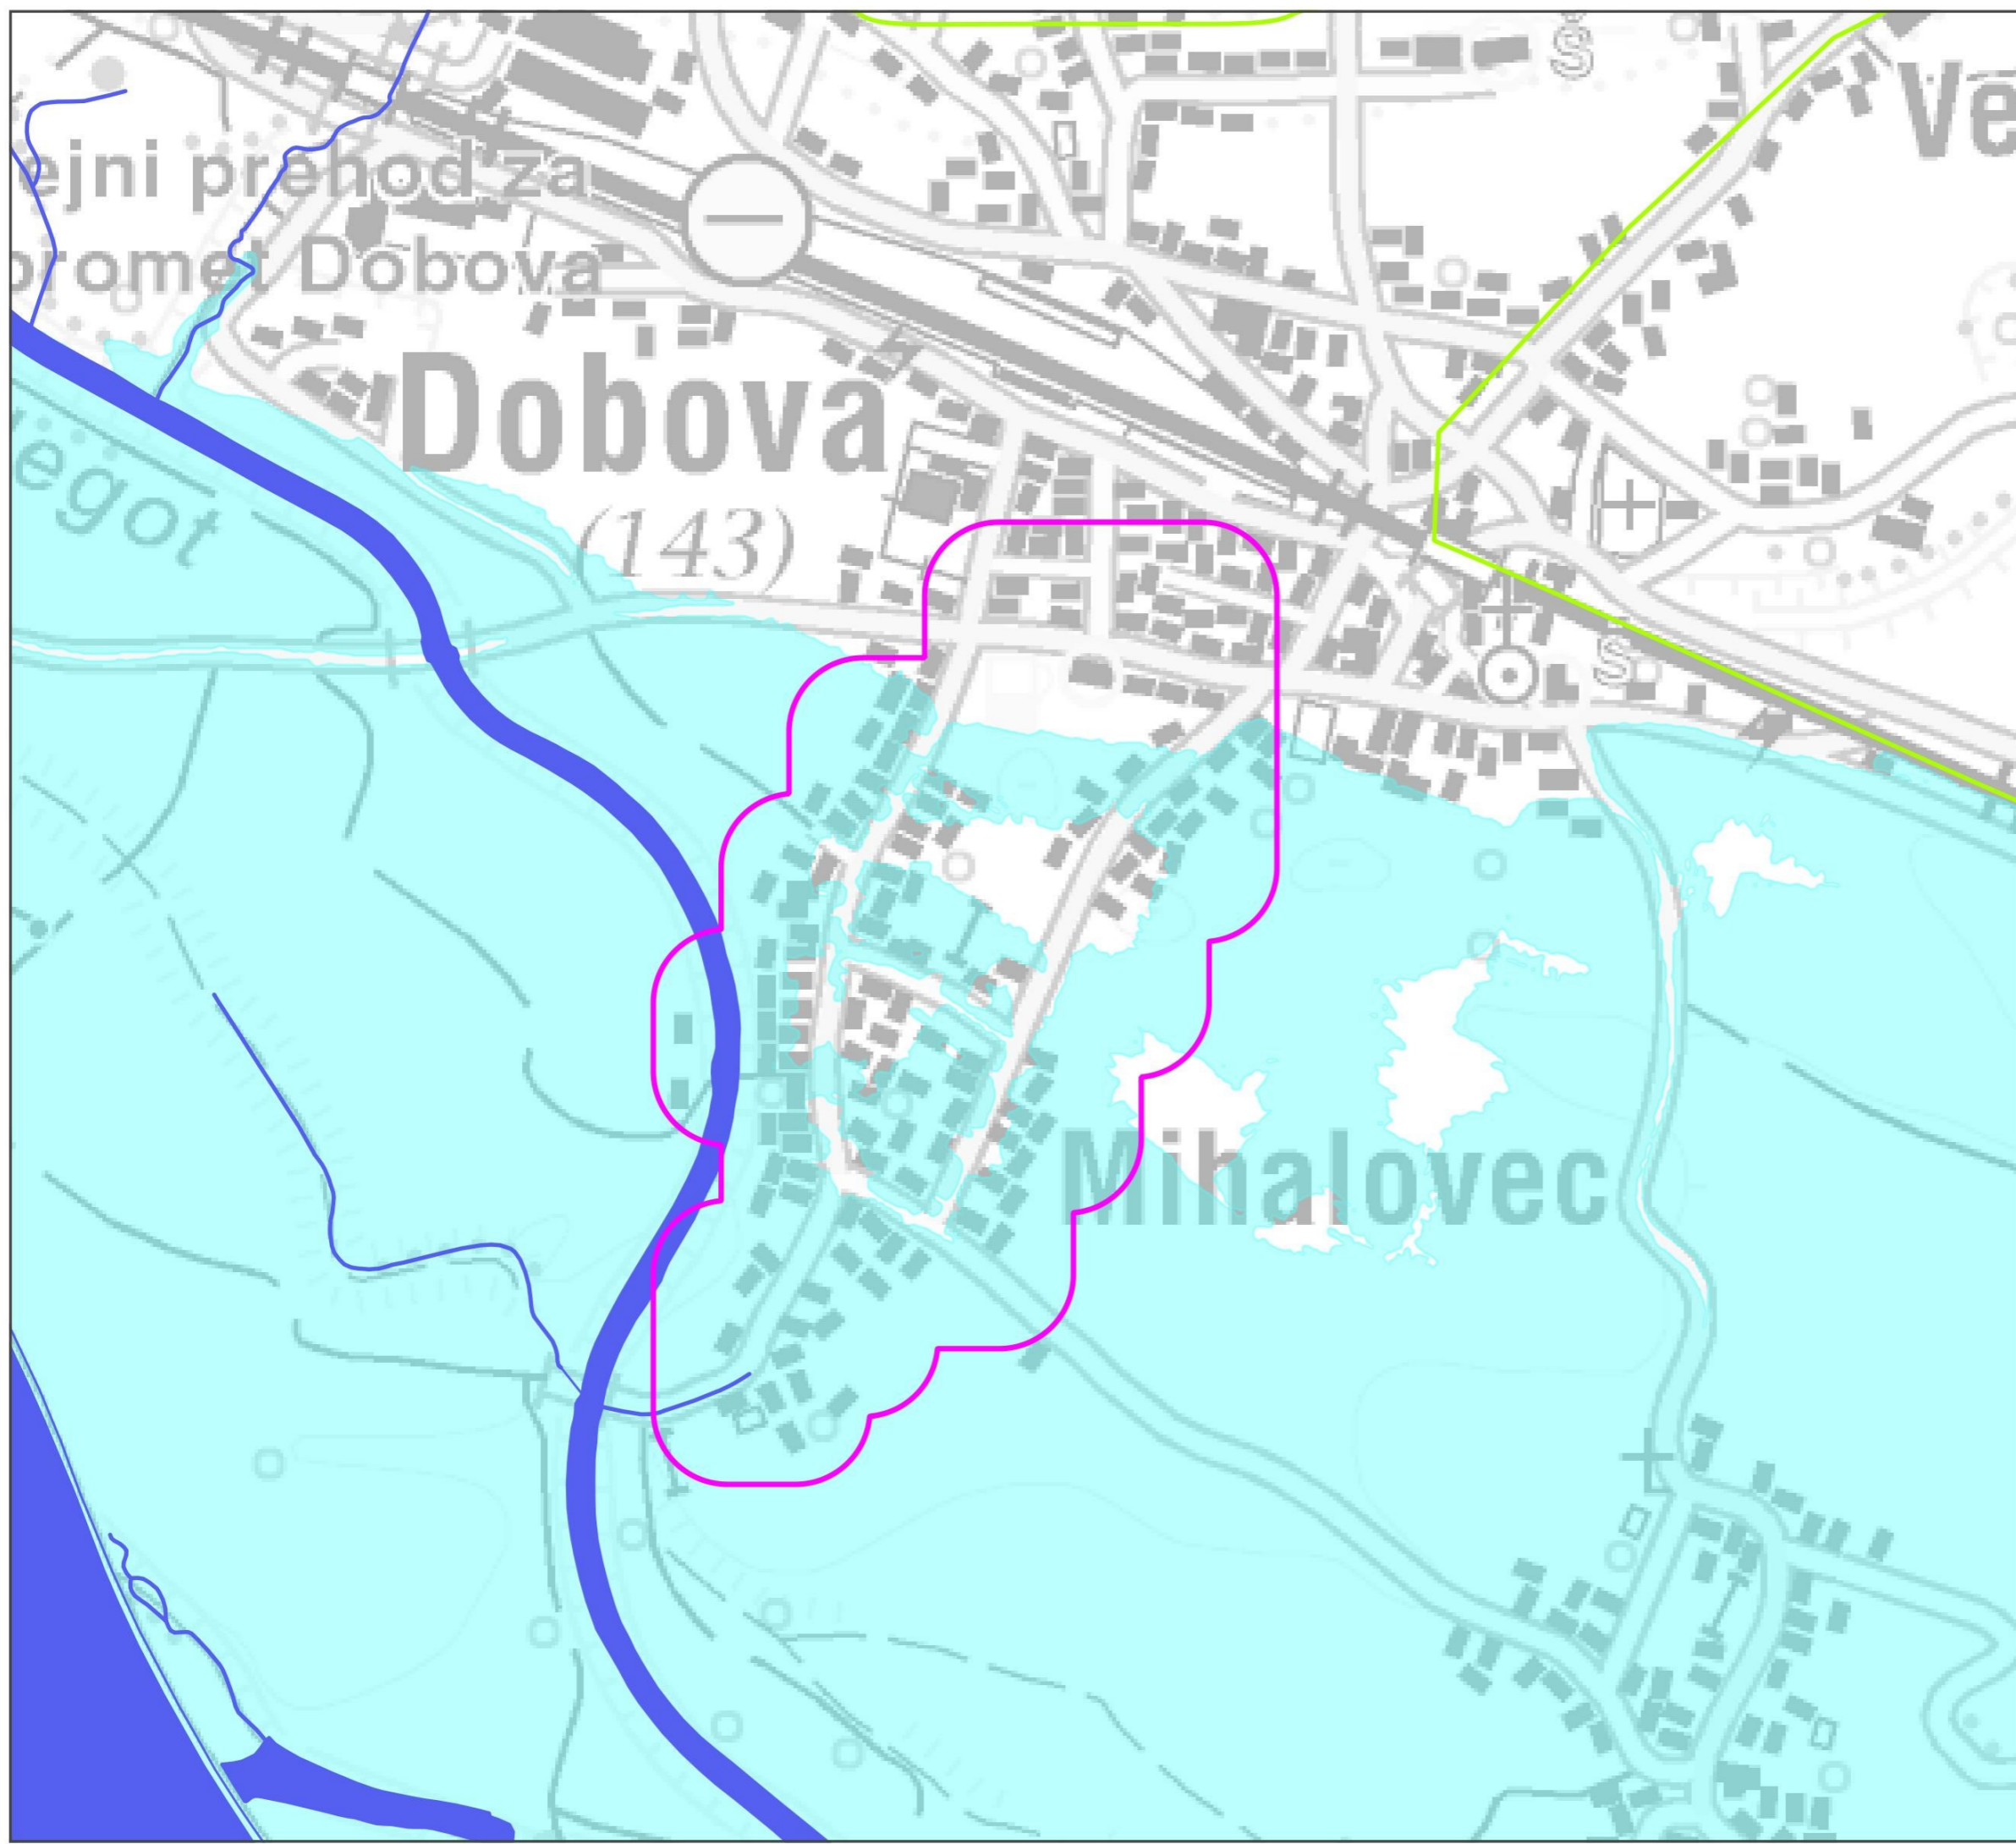 S
Ve
ejni prehod za
promet Dobova
Dobova
egot
(143)
S
Mihalovec